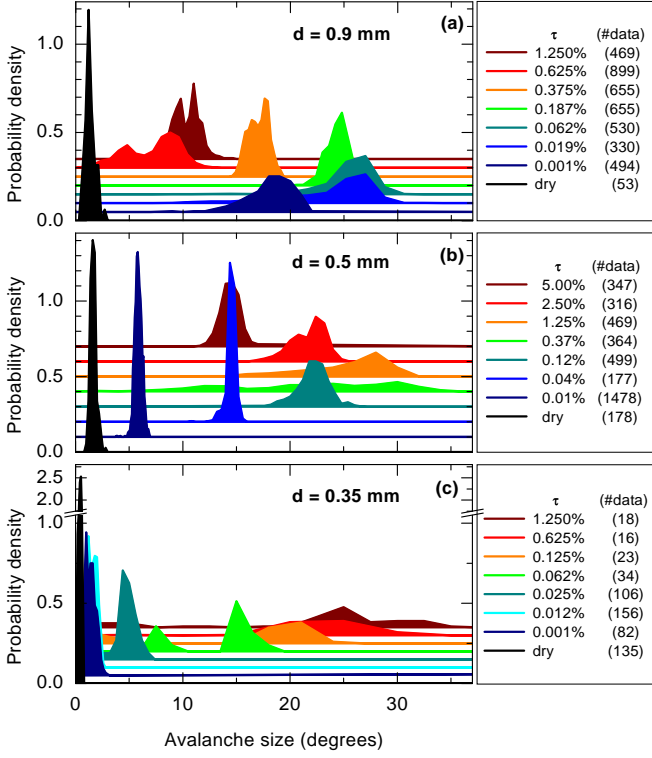 (a)
d = 0.9 mm
Probability density
1.0
0.5
0.0
τ (#data)
1.250% (469)
0.625% (899)
0.375% (655)
0.187% (655)
0.062% (530)
0.019% (330)
0.001% (494)
dry (53)
(b)
d = 0.5 mm
Probability density
1.0
0.5
0.0
τ (#data)
5.00% (347)
2.50% (316)
1.25% (469)
0.37% (364)
0.12% (499)
0.04% (177)
0.01% (1478)
dry (178)
(c)
d = 0.35 mm
Probability density
2.5
2.0
1.0
0.5
0.0
τ (#data)
1.250% (18)
0.625% (16)
0.125% (23)
0.062% (34)
0.025% (106)
0.012% (156)
0.001% (82)
dry (135)
0 10 20 30
Avalanche size (degrees)